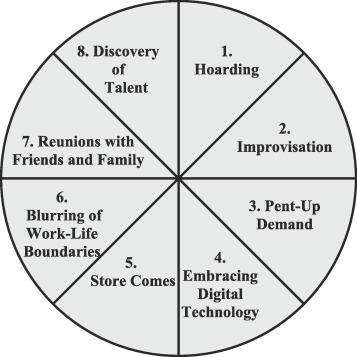 1.
Hoarding
2.
Improvisation
3. Pent-Up
Demand
4.
Embracing
Digital
Technology
5.
Store Comes
6.
Blurring of
Work-Life
Boundaries
7. Reunions with
Friends and Family
8. Discovery
of
Talent